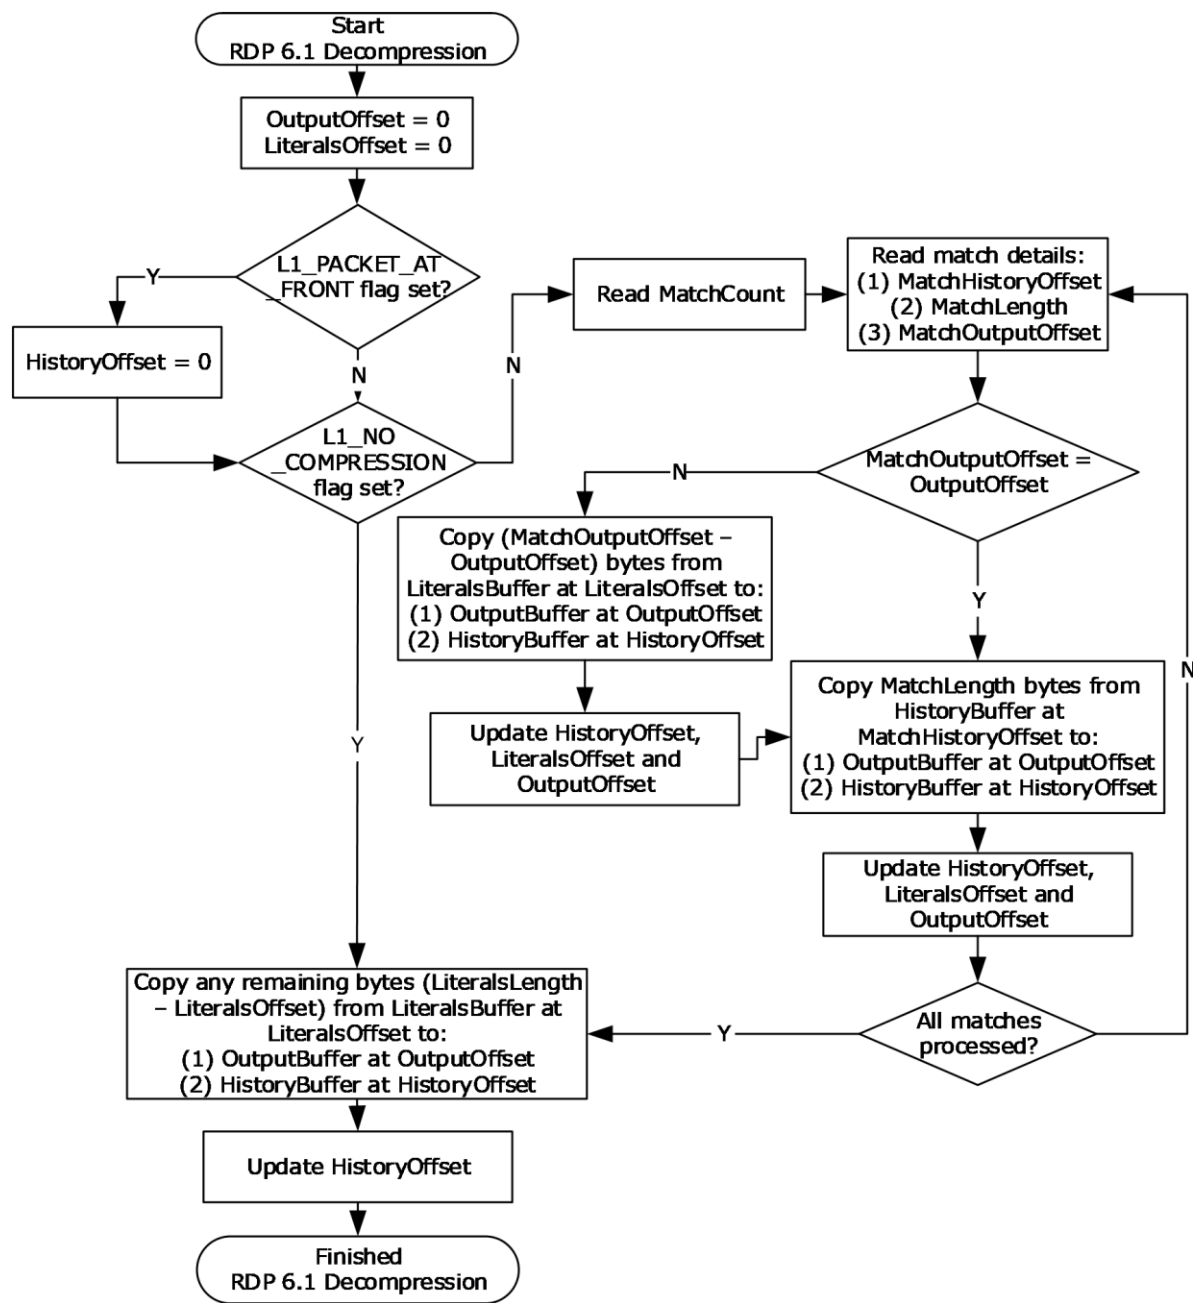 Start
RDP 6.1 Decompression
OutputOffset = 0
LiteralsOffset = 0
L1_PACKET_AT
_FRONT flag set?
Y
HistoryOffset = 0
N
L1_NO
_COMPRESSION
flag set?
N
Read MatchCount
Read match details:
(1) MatchHistoryOffset
(2) MatchLength
(3) MatchOutputOffset
MatchOutputOffset =
OutputOffset
N
Copy (MatchOutputOffset –
OutputOffset) bytes from
LiteralsBuffer at LiteralsOffset to:
(1) OutputBuffer at OutputOffset
(2) HistoryBuffer at HistoryOffset
Y
Update HistoryOffset,
LiteralsOffset and
OutputOffset
Copy MatchLength bytes from
HistoryBuffer at
MatchHistoryOffset to:
(1) OutputBuffer at OutputOffset
(2) HistoryBuffer at HistoryOffset
N
Y
Update HistoryOffset,
LiteralsOffset and
OutputOffset
All matches
processed?
Y
Copy any remaining bytes (LiteralsLength
– LiteralsOffset) from LiteralsBuffer at
LiteralsOffset to:
(1) OutputBuffer at OutputOffset
(2) HistoryBuffer at HistoryOffset
Update HistoryOffset
Finished
RDP 6.1 Decompression